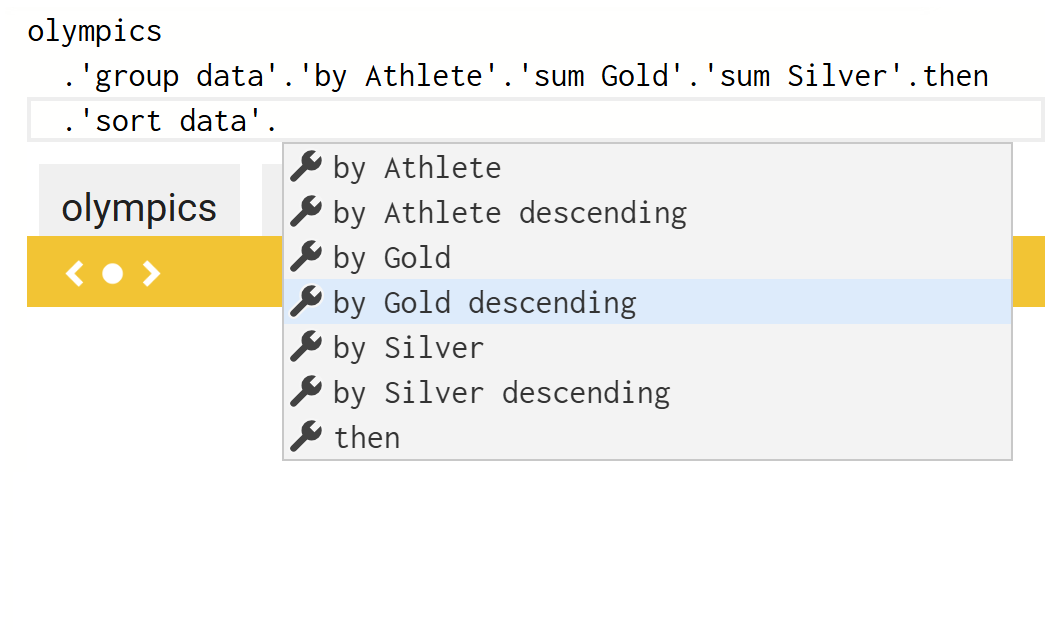 olympics
.'group data'.'by Athlete'.'sum Gold'.'sum Silver'.then
.'sort data'.
by Athlete
by Athlete descending
by Gold
by Gold descending
by Silver
by Silver descending
then
olympics